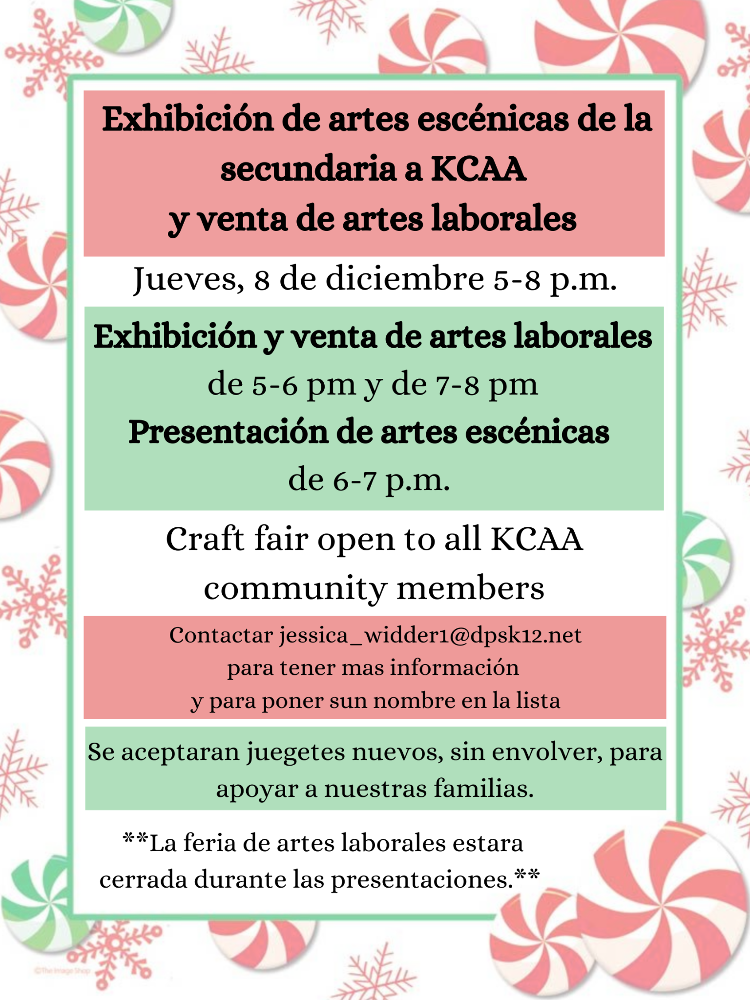 Exhibición de artes escénicas de la
secundaria a KCAA
y venta de artes laborales
Jueves, 8 de diciembre 5-8 p.m.
Exhibición y venta de artes laborales
de 5-6 pm y de 7-8 pm
Presentación de artes escénicas
de 6-7 p.m.
Craft fair open to all KCAA
community members
Contactar jessica_widder1@dpsk12.net
para tener mas información
y para poner sun nombre en la lista
Se aceptaran juegetes nuevos, sin envolver, para
apoyar a nuestras familias.
**La feria de artes laborales estara
cerrada durante las presentaciones.**
©The Image Shop